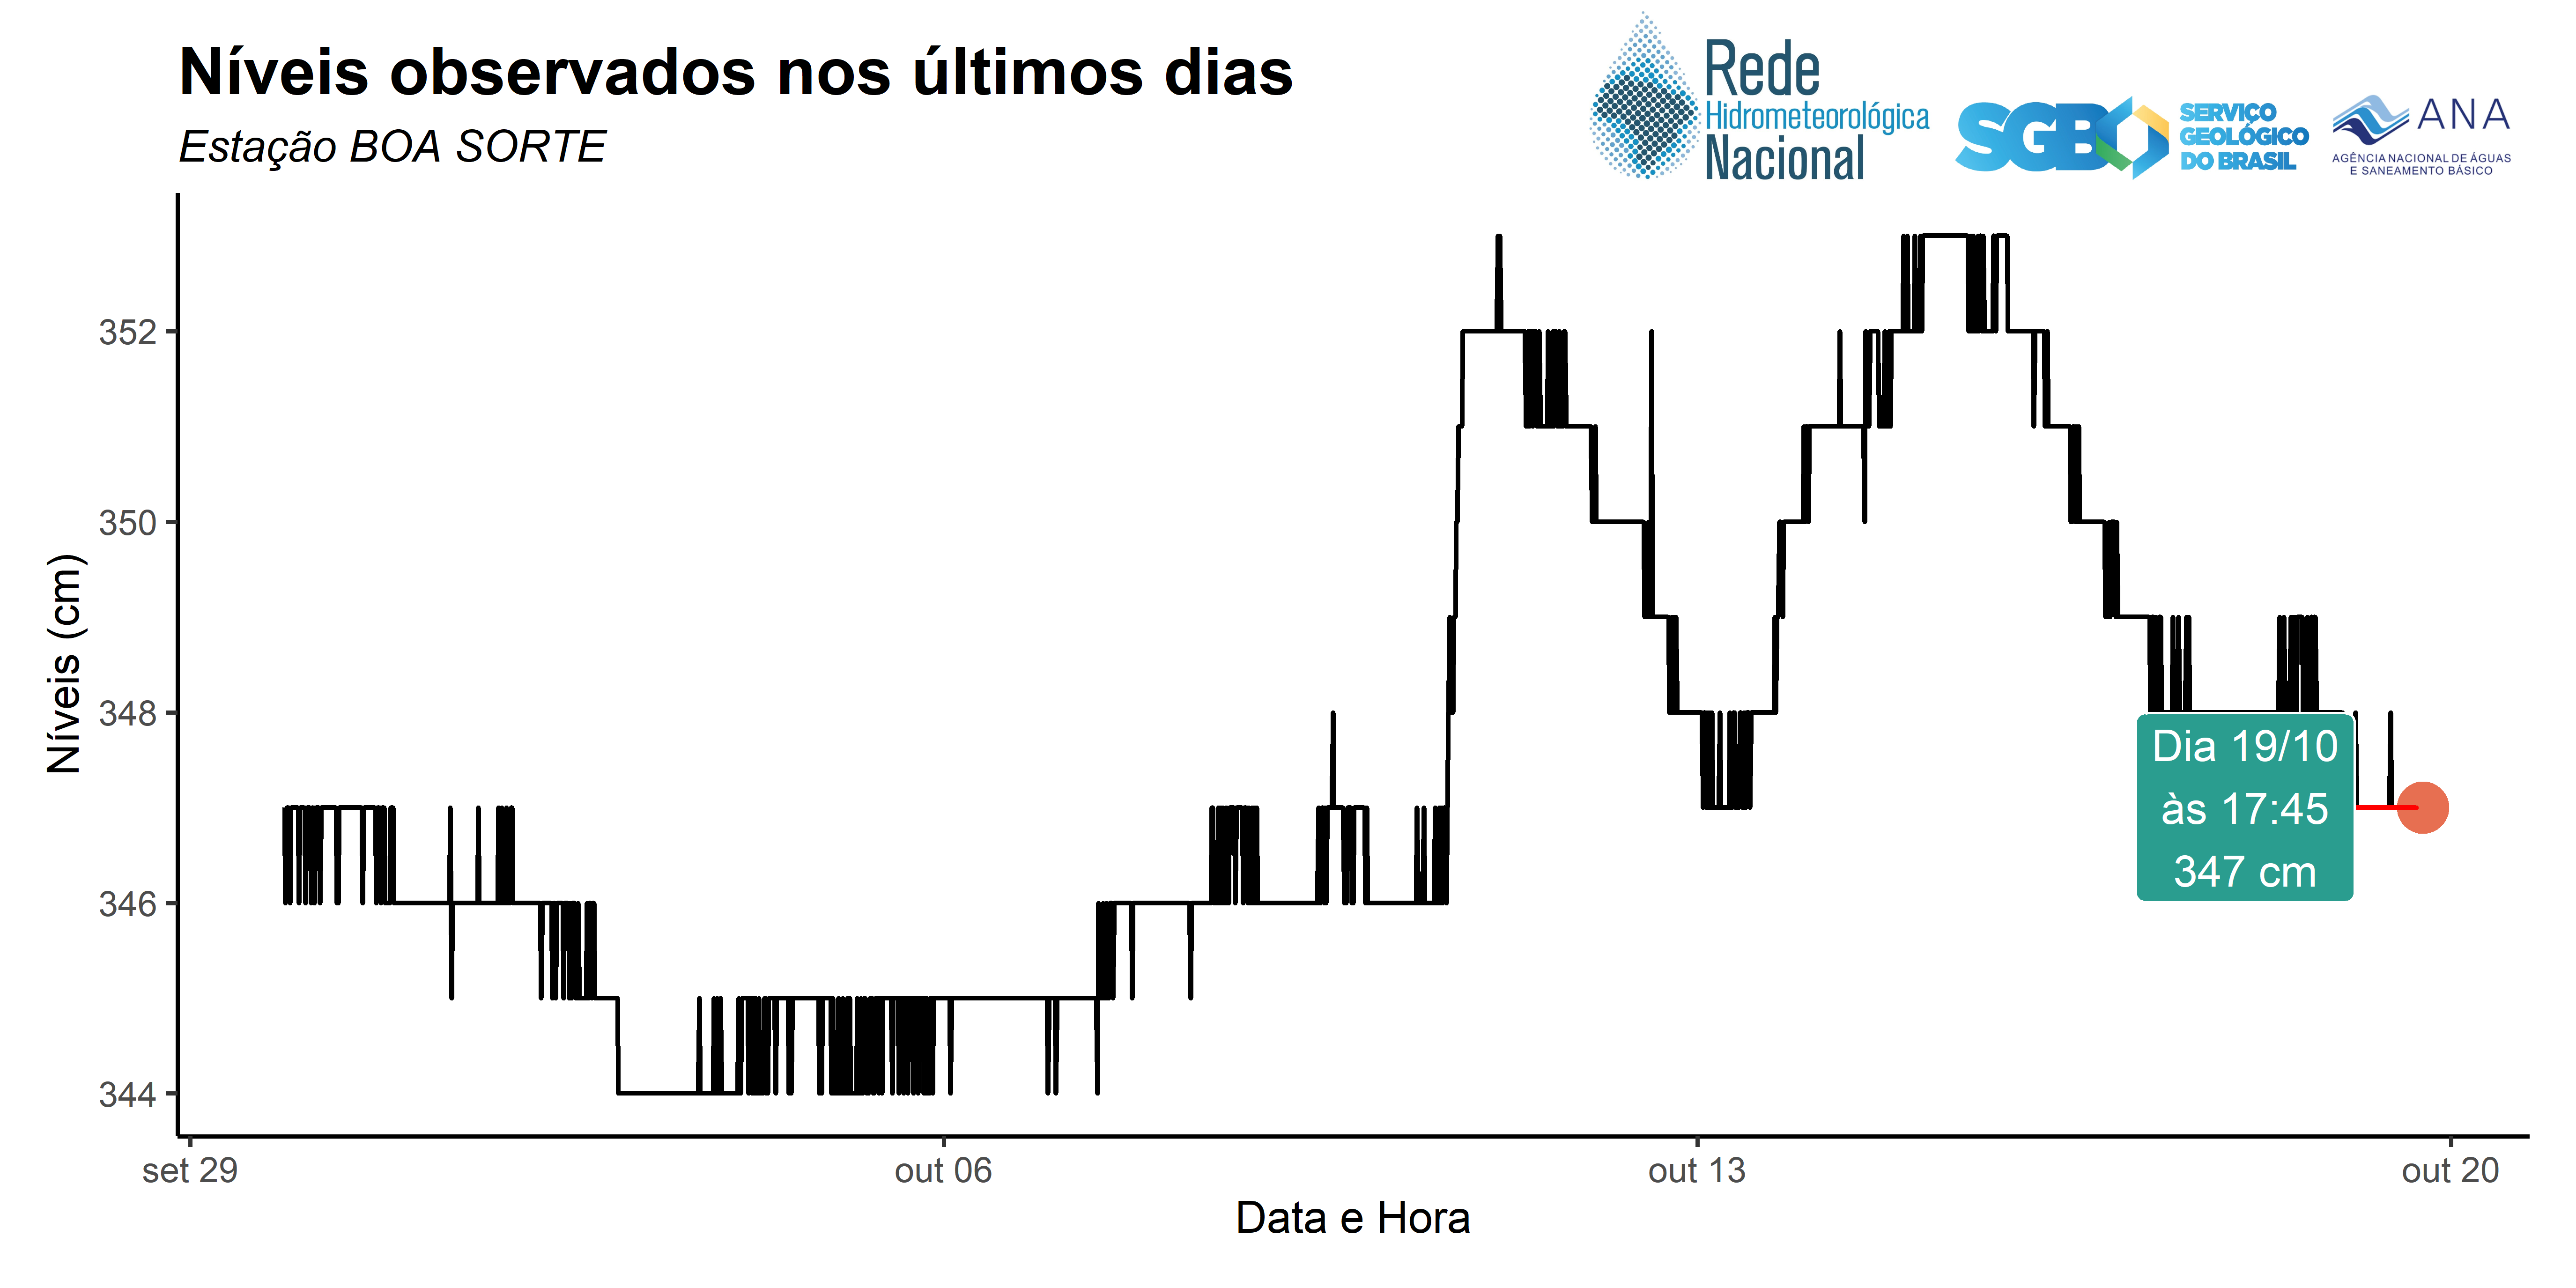 Níveis observados nos últimos dias
Estação BOA SORTE
Rede
Hidrometeorológica
Nacional
SGB
SERVIÇO
GEOLÓGICO
DO BRASIL
ANA
AGÊNCIA NACIONAL DE ÁGUAS
E SANEAMENTO BÁSICO
Níveis (cm)
352
350
348
346
344
Dia 19/10
às 17:45
347 cm
set 29
out 06
out 13
out 20
Data e Hora